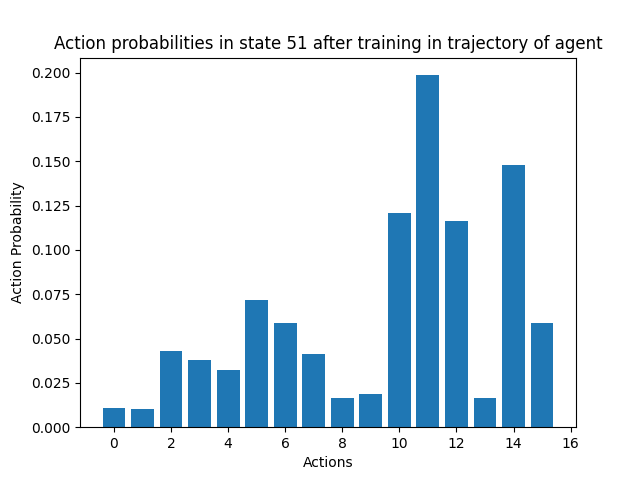 Action probabilities in state 51 after training in trajectory of agent
0.200
0.175
0.150
0.125
0.100
0.075
0.050
0.025
0.000
Action Probability
0 2 4 6 8 10 12 14 16
Actions